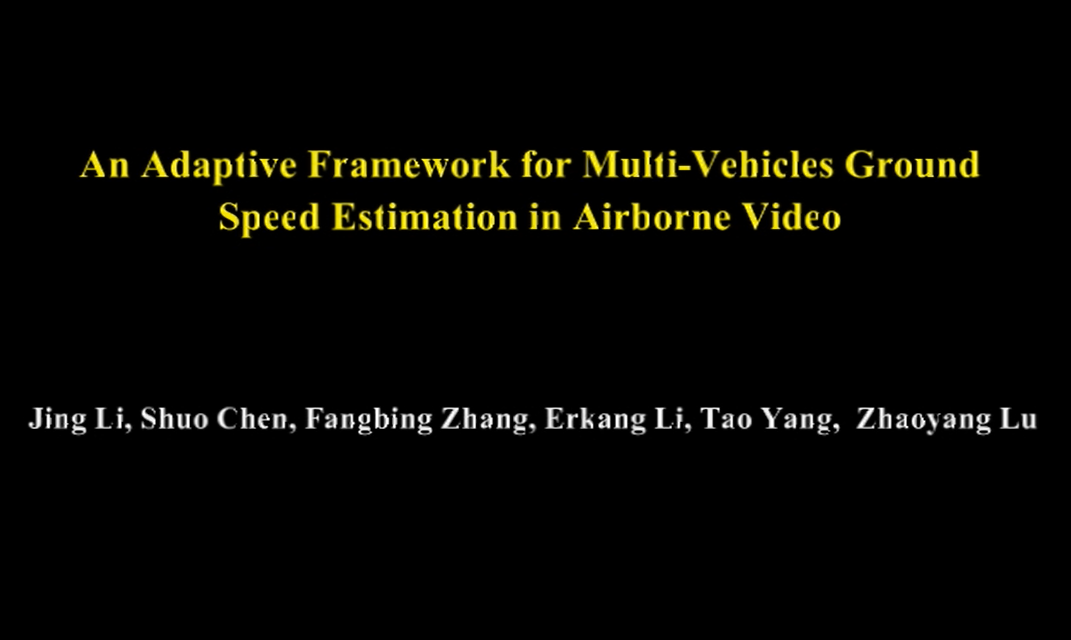 An Adaptive Framework for Multi-Vehicles Ground
Speed Estimation in Airborne Video
Jing Li, Shuo Chen, Fangbing Zhang, Erkang Li, Tao Yang, Zhaoyang Lu